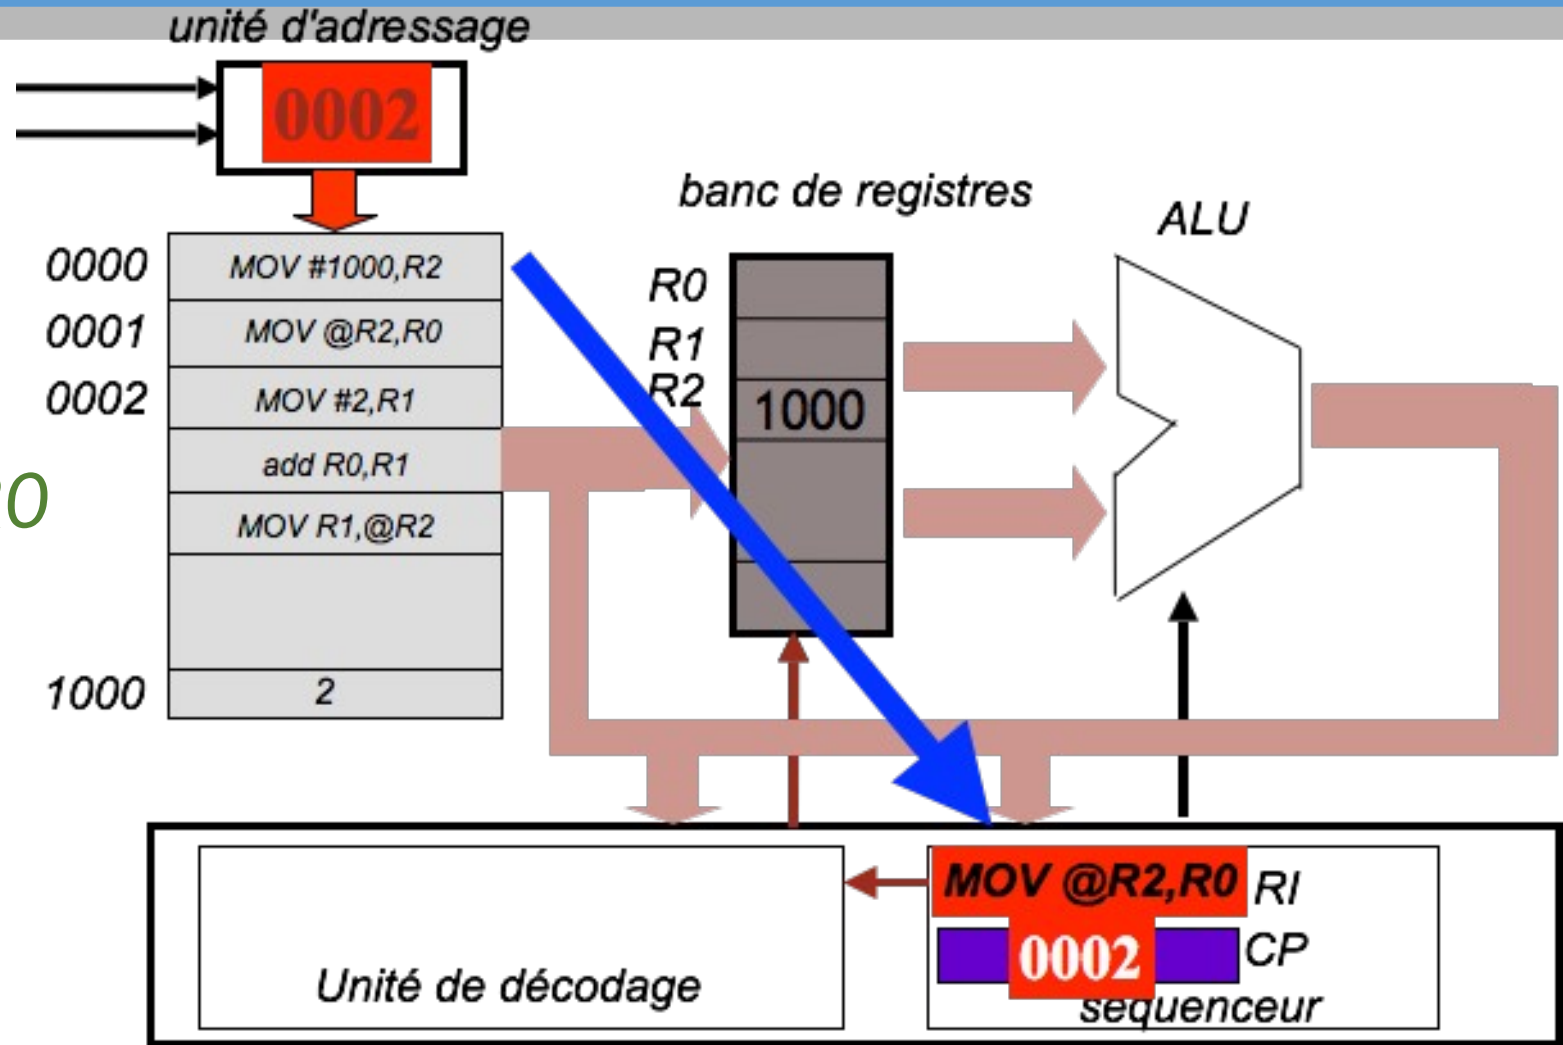 unité d'adressage
0002
banc de registres
ALU
0000 MOV #1000,R2
0001 MOV @R2,R0
0002 MOV #2,R1
add R0,R1
MOV R1,@R2
1000 2
R0
R1
R2 1000
MOV @R2,R0 RI
0002 CP
Unité de décodage
sequenceur